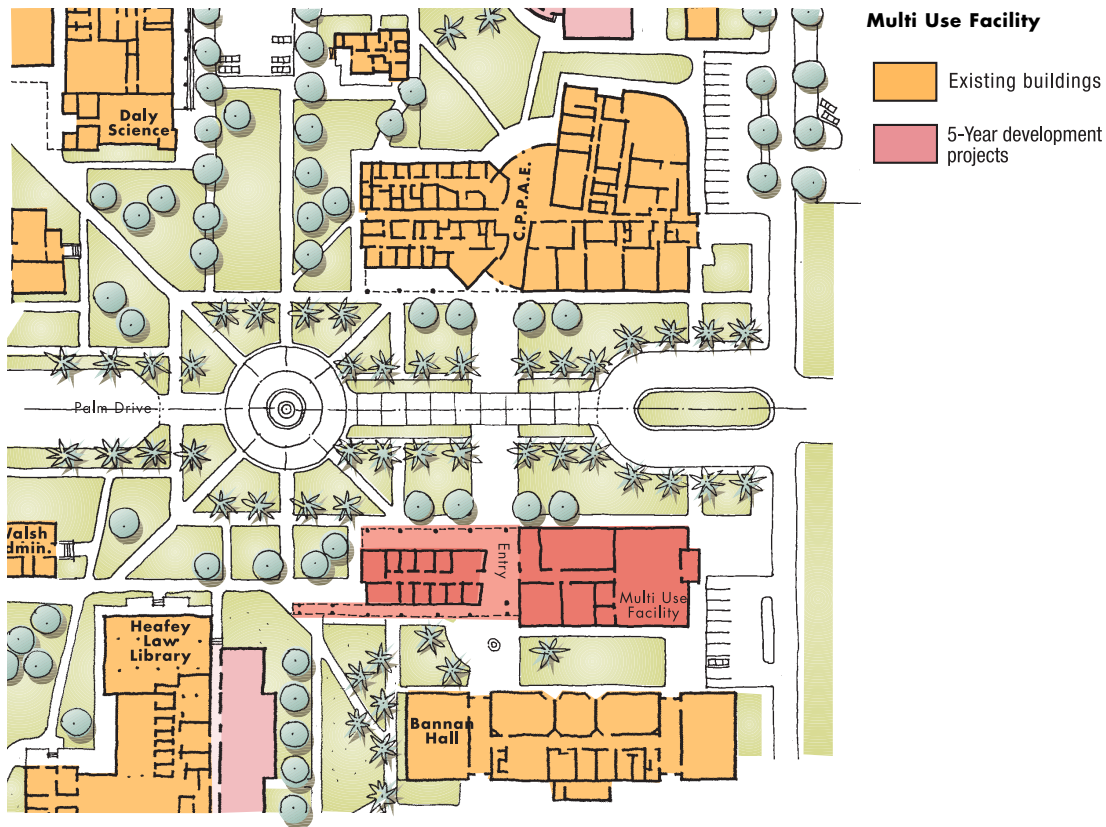 Multi Use Facility
Existing buildings
5-Year development
projects
Daly
Science
C.P.P.A.E.
Palm Drive
Walsh
Admin.
Entry
Multi Use
Facility
Heafey
Law
Library
Bannan
Hall